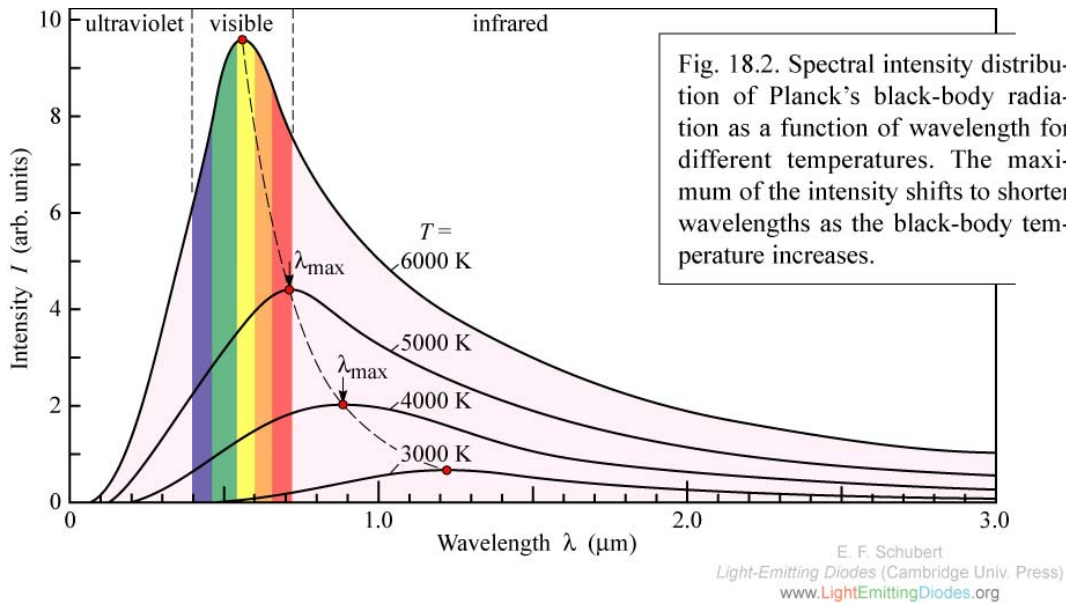 10
8
6
4
2
0
Intensity I (arb. units)
ultraviolet
visible
infrared
T =
6000 K
λmax
5000 K
λmax
4000 K
3000 K
0
1.0
2.0
3.0
Wavelength λ (μm)
Fig. 18.2. Spectral intensity distribu-
tion of Planck's black-body radia-
tion as a function of wavelength for
different temperatures. The maxi-
mum of the intensity shifts to shorter
wavelengths as the black-body tem-
perature increases.
E. F. Schubert
Light-Emitting Diodes (Cambridge Univ. Press)
www.LightEmittingDiodes.org